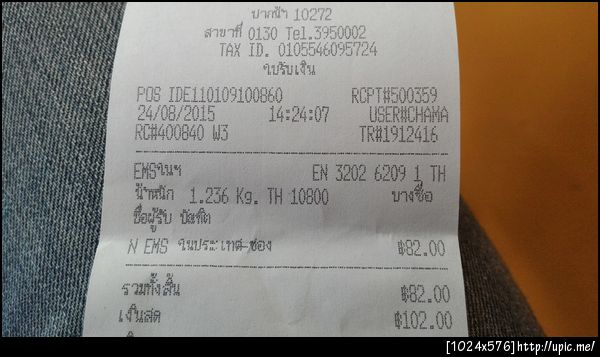 ปากน้ำ 10272
สาขาที่ 0130 Tel.3950002
TAX ID. 0105546095724
ใบรับเงิน
POS IDE110109100860 RCPT#500359
24/08/2015 14:24:07 USER#CHAMA
RC#400840 W3 TR#1912416
EMSในฯ EN 3202 6209 1 TH
น้ำหนัก 1.236 Kg. TH 10800 บางซื่อ
ชื่อผู้รับ บัณฑิต
N EMS ในประเทศ-ซอง ฿82.00
รวมทั้งสิ้น ฿82.00
เงินสด ฿102.00
[1024x576]http://upic.me/